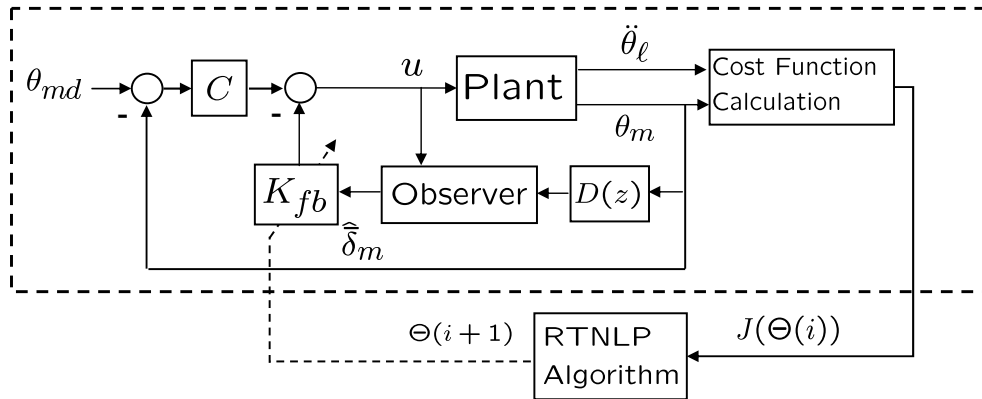 θ_md
-
C
-
u
Plant
θ̈_ℓ
θ_m
Cost Function
Calculation
K_fb
δ̄̂_m
Observer
D(z)
Θ(i + 1)
RTNLP
Algorithm
J(Θ(i))